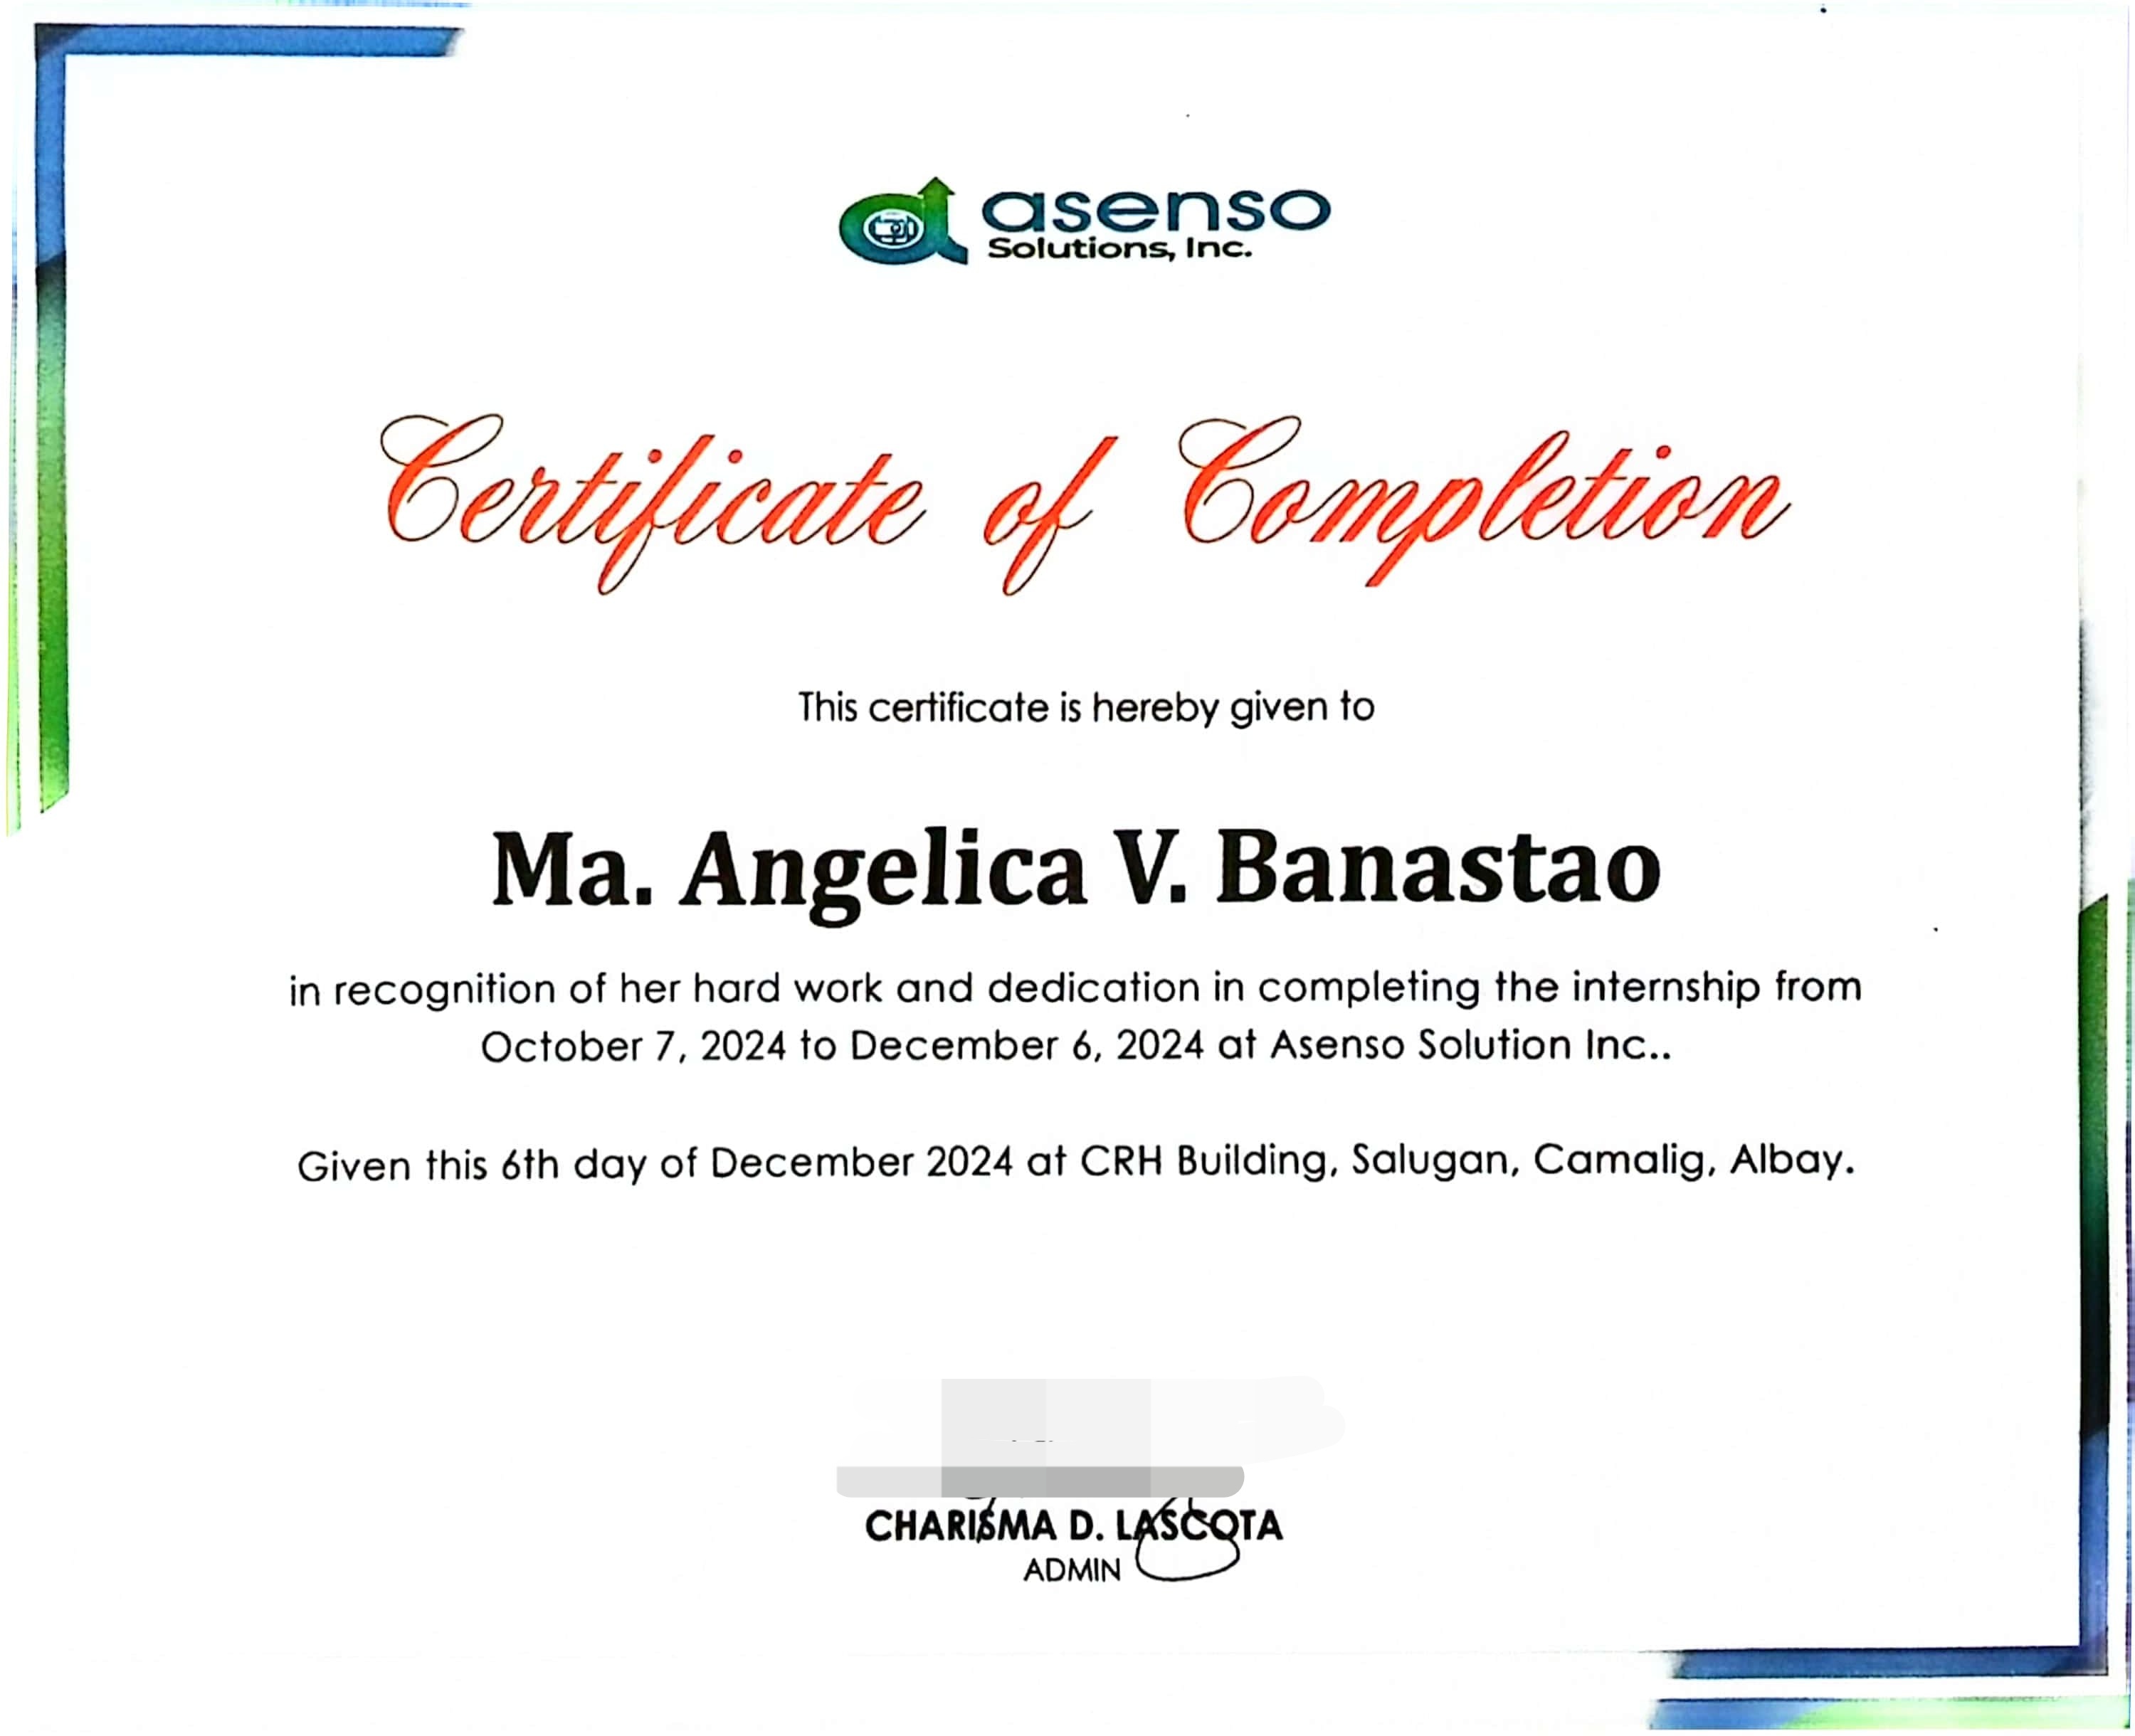 asenso
Solutions, Inc.
Certificate of Completion
This certificate is hereby given to
Ma. Angelica V. Banastao
in recognition of her hard work and dedication in completing the internship from
October 7, 2024 to December 6, 2024 at Asenso Solution Inc..
Given this 6th day of December 2024 at CRH Building, Salugan, Camalig, Albay.
CHARISMA D. LASCOTA
ADMIN